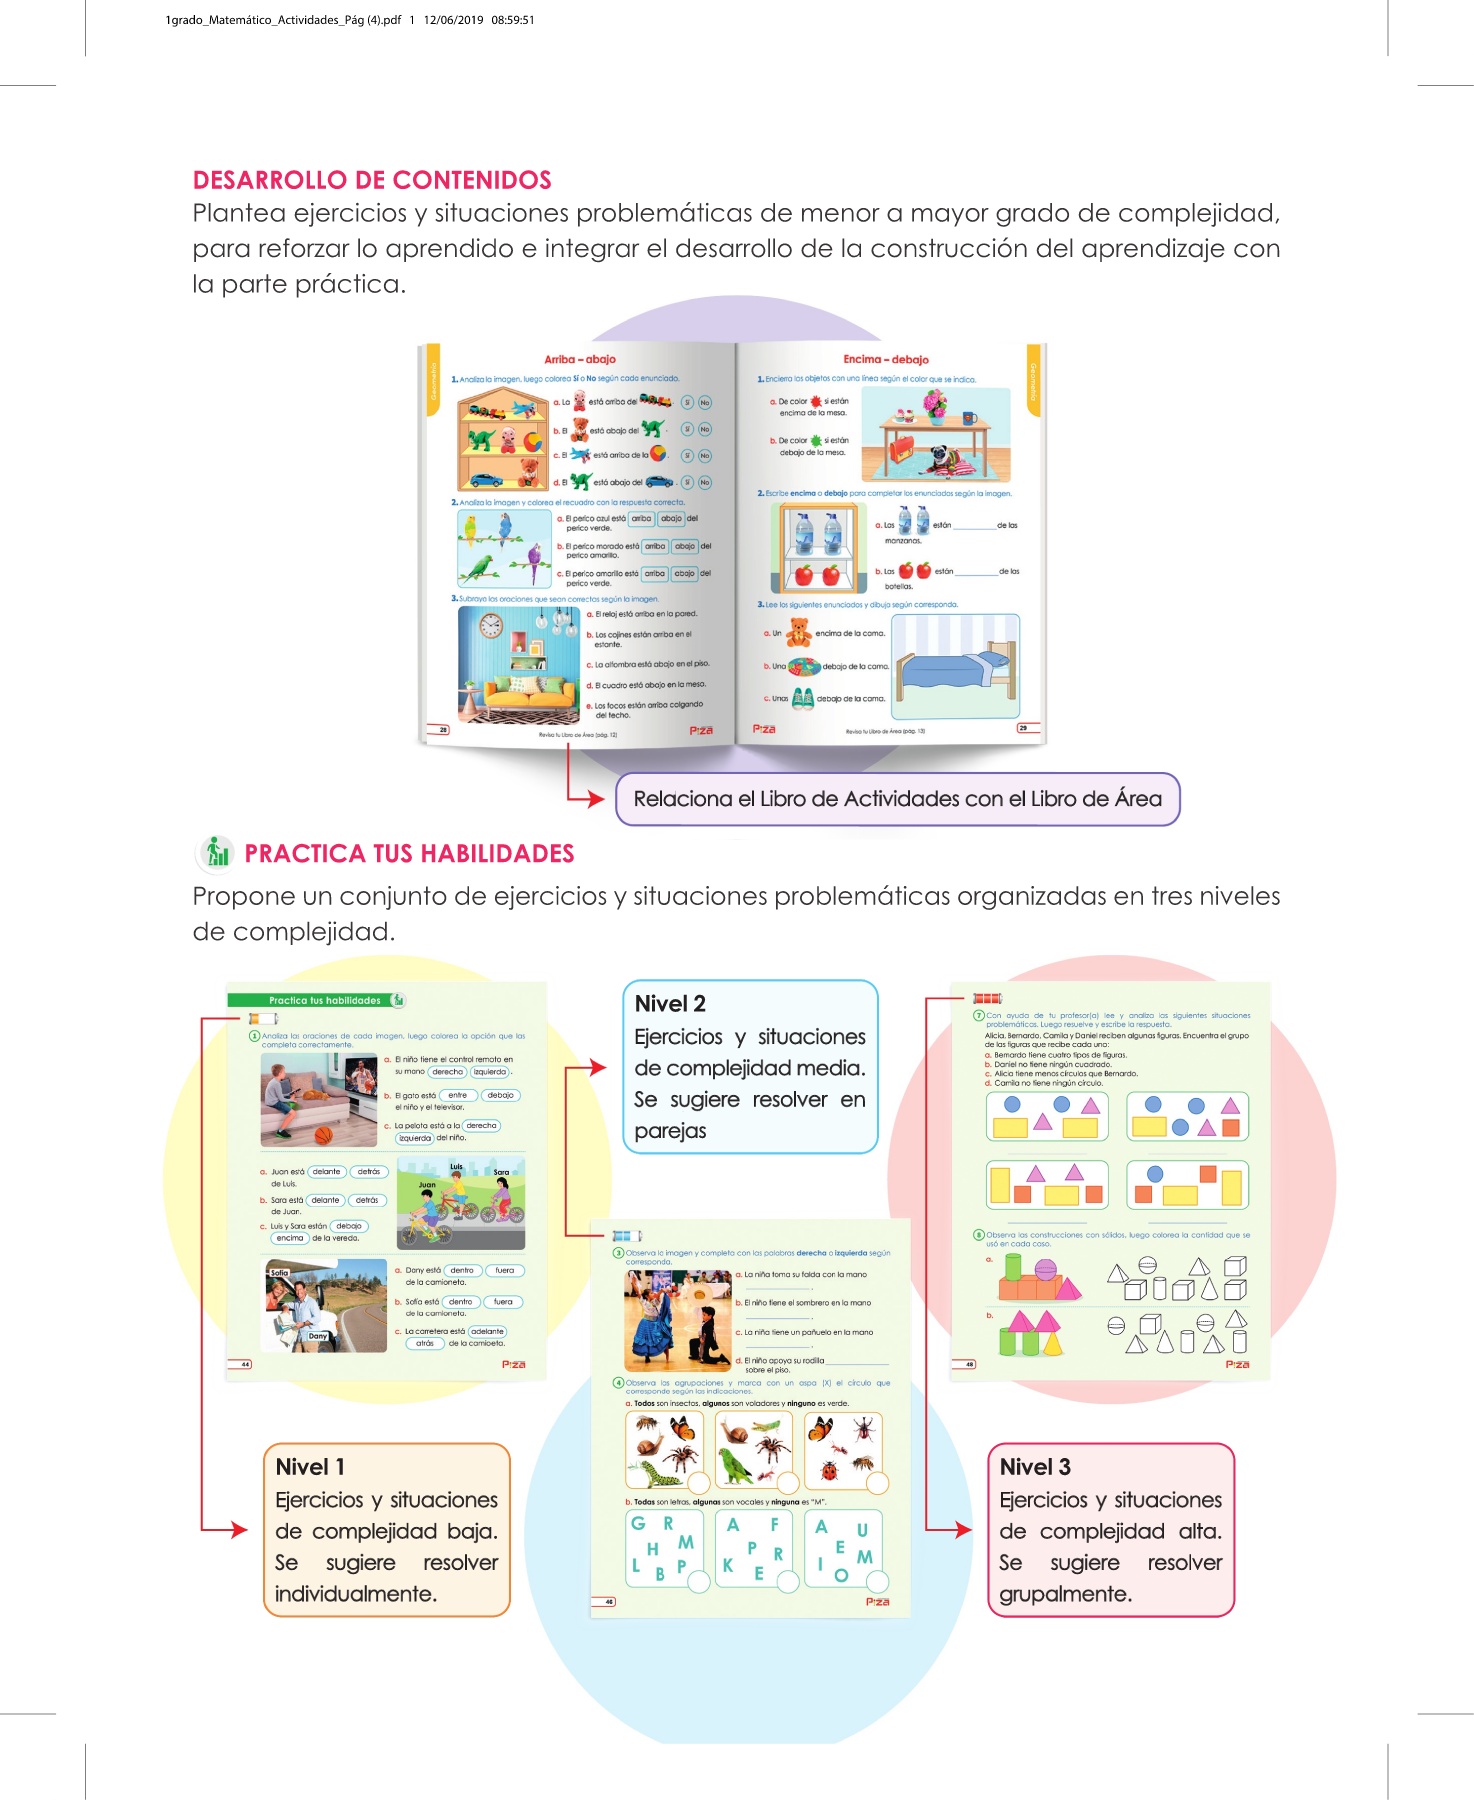 1grado_Matemático_Actividades_Pág (4).pdf 1 12/06/2019 08:59:51
DESARROLLO DE CONTENIDOS
Plantea ejercicios y situaciones problemáticas de menor a mayor grado de complejidad,
para reforzar lo aprendido e integrar el desarrollo de la construcción del aprendizaje con
la parte práctica.
Geometría
Arriba – abajo
1. Analiza la imagen, luego colorea Sí o No según cada enunciado.
a. La está arriba del . Sí No
b. El está abajo del . Sí No
c. El está arriba de la . Sí No
d. El está abajo del . Sí No
2. Analiza la imagen y colorea el recuadro con la respuesta correcta.
a. El perico azul está arriba abajo del
perico verde.
b. El perico morado está arriba abajo del
perico amarillo.
c. El perico amarillo está arriba abajo del
perico verde.
3. Subraya las oraciones que sean correctas según la imagen.
a. El reloj está arriba en la pared.
b. Los cojines están arriba en el
estante.
c. La alfombra está abajo en el piso.
d. El cuadro está abajo en la mesa.
e. Los focos están arriba colgando
del techo.
28
Revisa tu Libro de Área (pág. 12)
P:za
Encima – debajo
Geometría
1. Encierra los objetos con una línea según el color que se indica.
a. De color si están
encima de la mesa.
b. De color si están
debajo de la mesa.
2. Escribe encima o debajo para completar los enunciados según la imagen.
a. Las están ________ de las
manzanas.
b. Las están ________ de las
botellas.
3. Lee los siguientes enunciados y dibuja según corresponda.
a. Un encima de la cama.
b. Una debajo de la cama.
c. Unas debajo de la cama.
P:za
Revisa tu Libro de Área (pág. 13)
29
Relaciona el Libro de Actividades con el Libro de Área
PRACTICA TUS HABILIDADES
Propone un conjunto de ejercicios y situaciones problemáticas organizadas en tres niveles
de complejidad.
Practica tus habilidades
1 Analiza las oraciones de cada imagen, luego colorea la opción que las
completa correctamente.
a. El niño tiene el control remoto en
su mano derecha izquierda .
b. El gato está entre debajo
el niño y el televisor.
c. La pelota está a la derecha
izquierda del niño.
a. Juan está delante detrás
de Luis.
b. Sara está delante detrás
de Juan.
c. Luis y Sara están debajo
encima de la vereda.
Juan
Luis
Sara
Sofía
Dany
a. Dany está dentro fuera
de la camioneta.
b. Sofía está dentro fuera
de la camioneta.
c. La carretera está adelante
atrás de la camioneta.
44
P:za
Nivel 1
Ejercicios y situaciones
de complejidad baja.
Se sugiere resolver
individualmente.
Nivel 2
Ejercicios y situaciones
de complejidad media.
Se sugiere resolver en
parejas
3 Observa la imagen y completa con las palabras derecha o izquierda según
corresponda.
a. La niña toma su falda con la mano
________ .
b. El niño tiene el sombrero en la mano
________ .
c. La niña tiene un pañuelo en la mano
________ .
d. El niño apoya su rodilla ________
sobre el piso.
4 Observa las agrupaciones y marca con un aspa (X) el círculo que
corresponde según las indicaciones.
a. Todos son insectos, algunos son voladores y ninguno es verde.
b. Todas son letras, algunas son vocales y ninguna es "M".
G R
H M
L B P
A F
P R
K E
A U
E M
I O
46
P:za
7 Con ayuda de tu profesor(a) lee y analiza las siguientes situaciones
problemáticas. Luego resuelve y escribe la respuesta.
Alicia, Bernardo, Camila y Daniel reciben algunas figuras. Encuentra el grupo
de las figuras que recibe cada uno:
a. Bernardo tiene cuatro tipos de figuras.
b. Daniel no tiene ningún cuadrado.
c. Alicia tiene menos círculos que Bernardo.
d. Camila no tiene ningún círculo.
8 Observa las construcciones con sólidos, luego colorea la cantidad que se
usó en cada caso.
a.
b.
48
P:za
Nivel 3
Ejercicios y situaciones
de complejidad alta.
Se sugiere resolver
grupalmente.